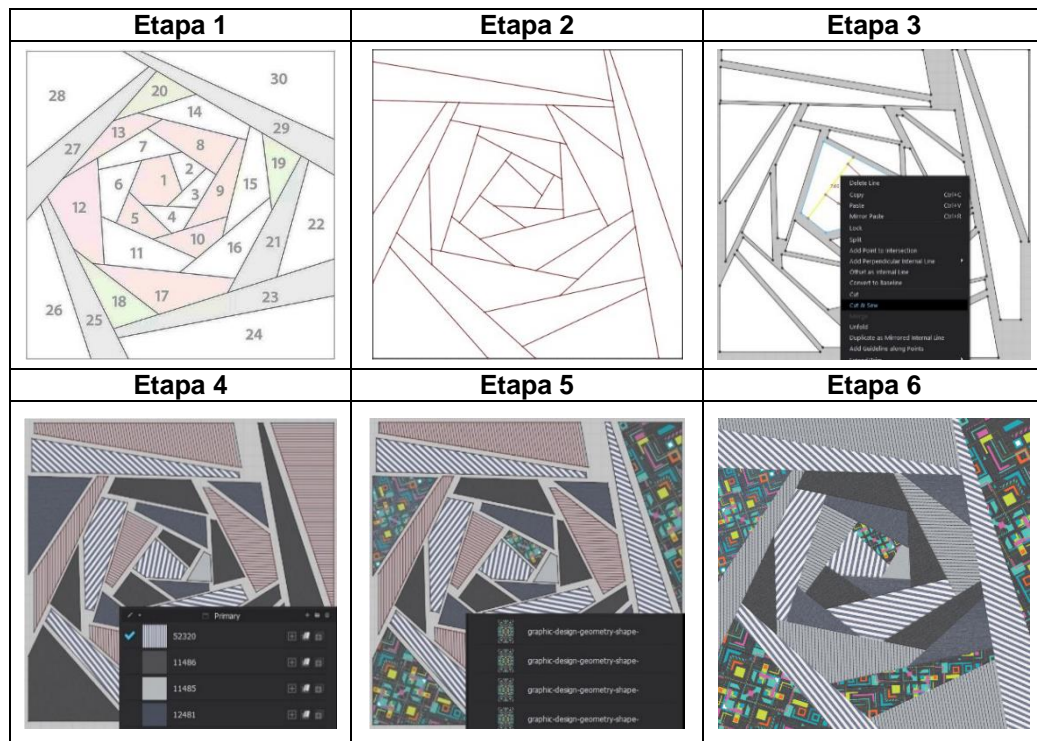 Etapa 1
Etapa 2
Etapa 3
30
28
20
14
29
27
13
7
8
2
19
12
6
1
3
9
15
5
4
22
11
10
16
21
26
18
17
23
25
24
Delete Line
Copy Ctrl+C
Paste Ctrl+V
Mirror Paste Ctrl+R
Lock
Split
Add Point to Intersection
Add Perpendicular Internal Line
Offset as Internal Line
Convert to Baseline
Cut
Cut & Sew
Merge
Unfold
Duplicate as Mirrored Internal Line
Add Guideline along Points
Etapa 4
Etapa 5
Etapa 6
Primary
52320
11486
11485
12481
graphic-design-geometry-shape-
graphic-design-geometry-shape-
graphic-design-geometry-shape-
graphic-design-geometry-shape-